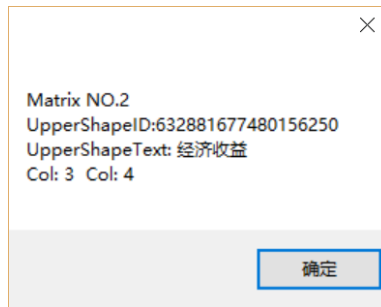 Matrix NO.2
UpperShapeID:632881677480156250
UpperShapeText: 经济收益
Col: 3  Col: 4
确定